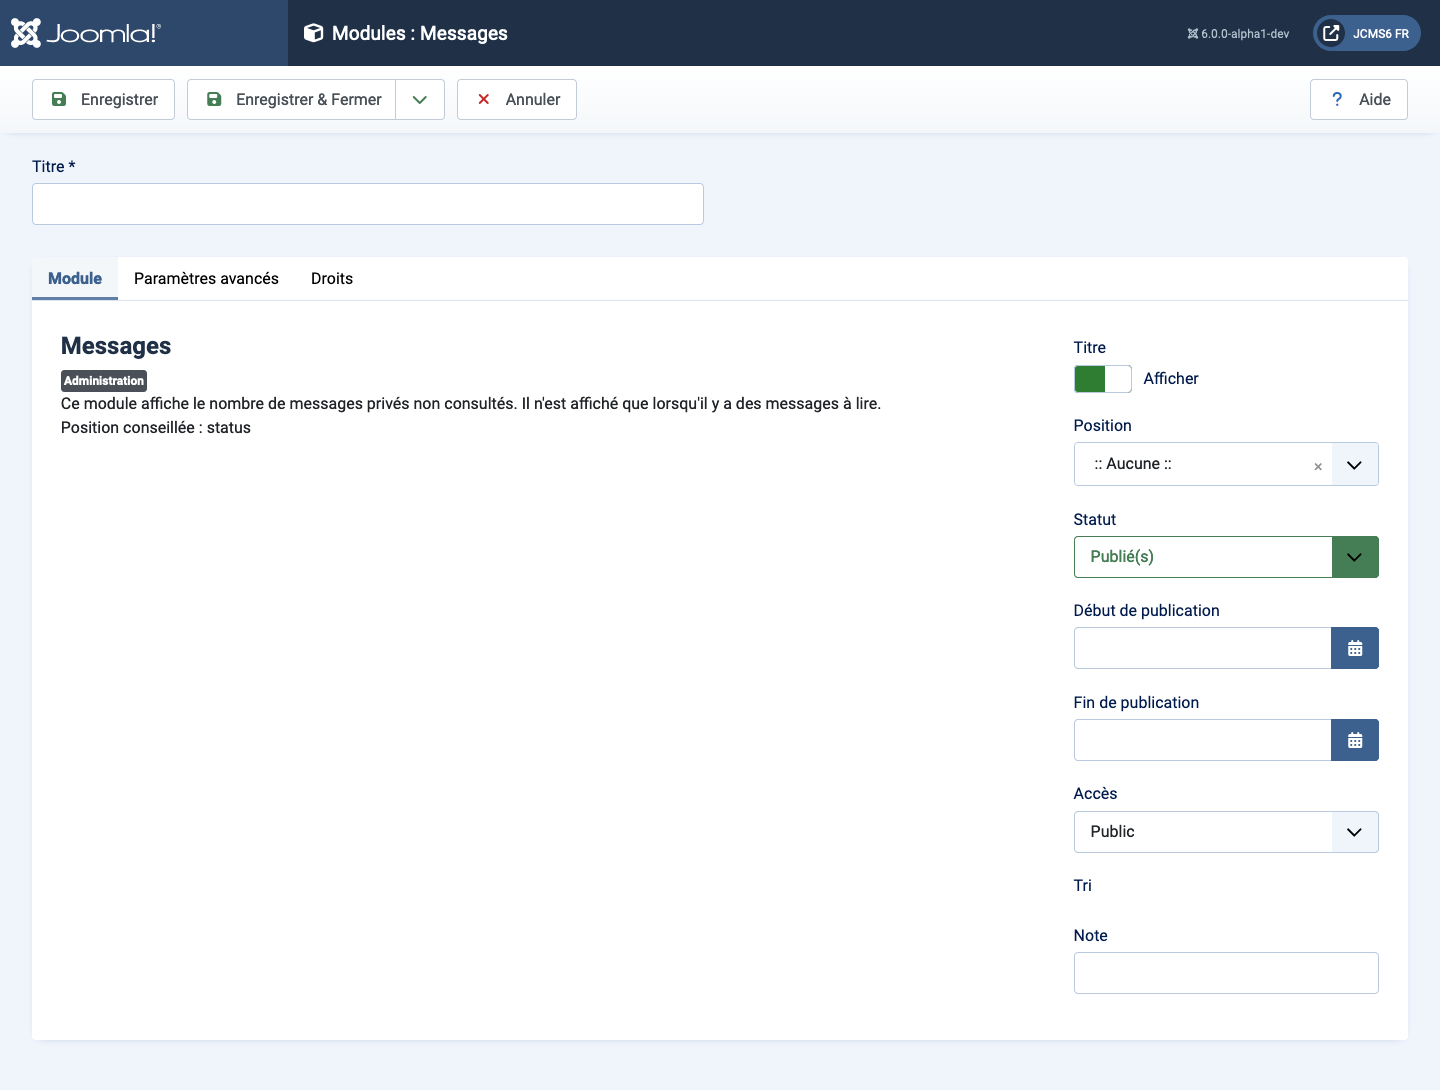 Joomla!®
Modules : Messages
6.0.0-alpha1-dev
JCMS6 FR
Enregistrer
Enregistrer & Fermer
Annuler
? Aide
Titre *
Module
Paramètres avancés
Droits
Messages
Administration
Ce module affiche le nombre de messages privés non consultés. Il n'est affiché que lorsqu'il y a des messages à lire.
Position conseillée : status
Titre
Afficher
Position
:: Aucune :: ×
Statut
Publié(s)
Début de publication
Fin de publication
Accès
Public
Tri
Note